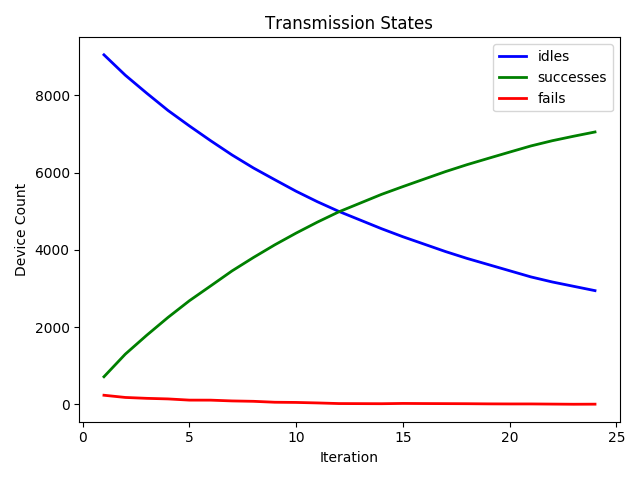 Transmission States
idles
successes
fails
Device Count
8000
6000
4000
2000
0
0 5 10 15 20 25
Iteration